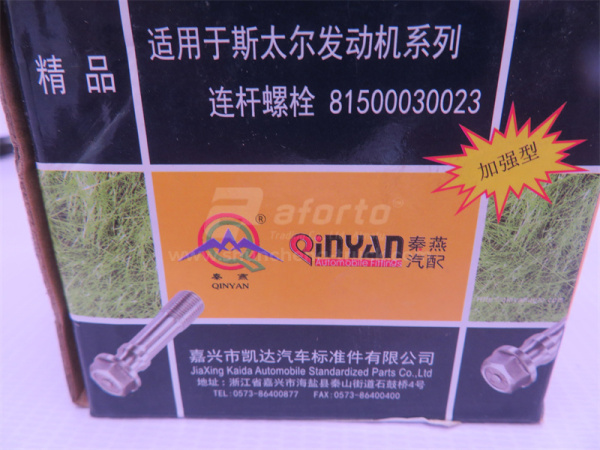 精 品
适用于斯太尔发动机系列
连杆螺栓 81500030023
加强型
aforto
®
秦 燕
QINYAN
QINYAN
Automobile Fittings
秦燕
汽配
嘉兴市凯达汽车标准件有限公司
JiaXing Kaida Automobile Standardized Parts Co.,Ltd
地址：浙江省嘉兴市海盐县秦山街道石鼓桥4号
TEL:0573-86400877 FAX:0573-86400400